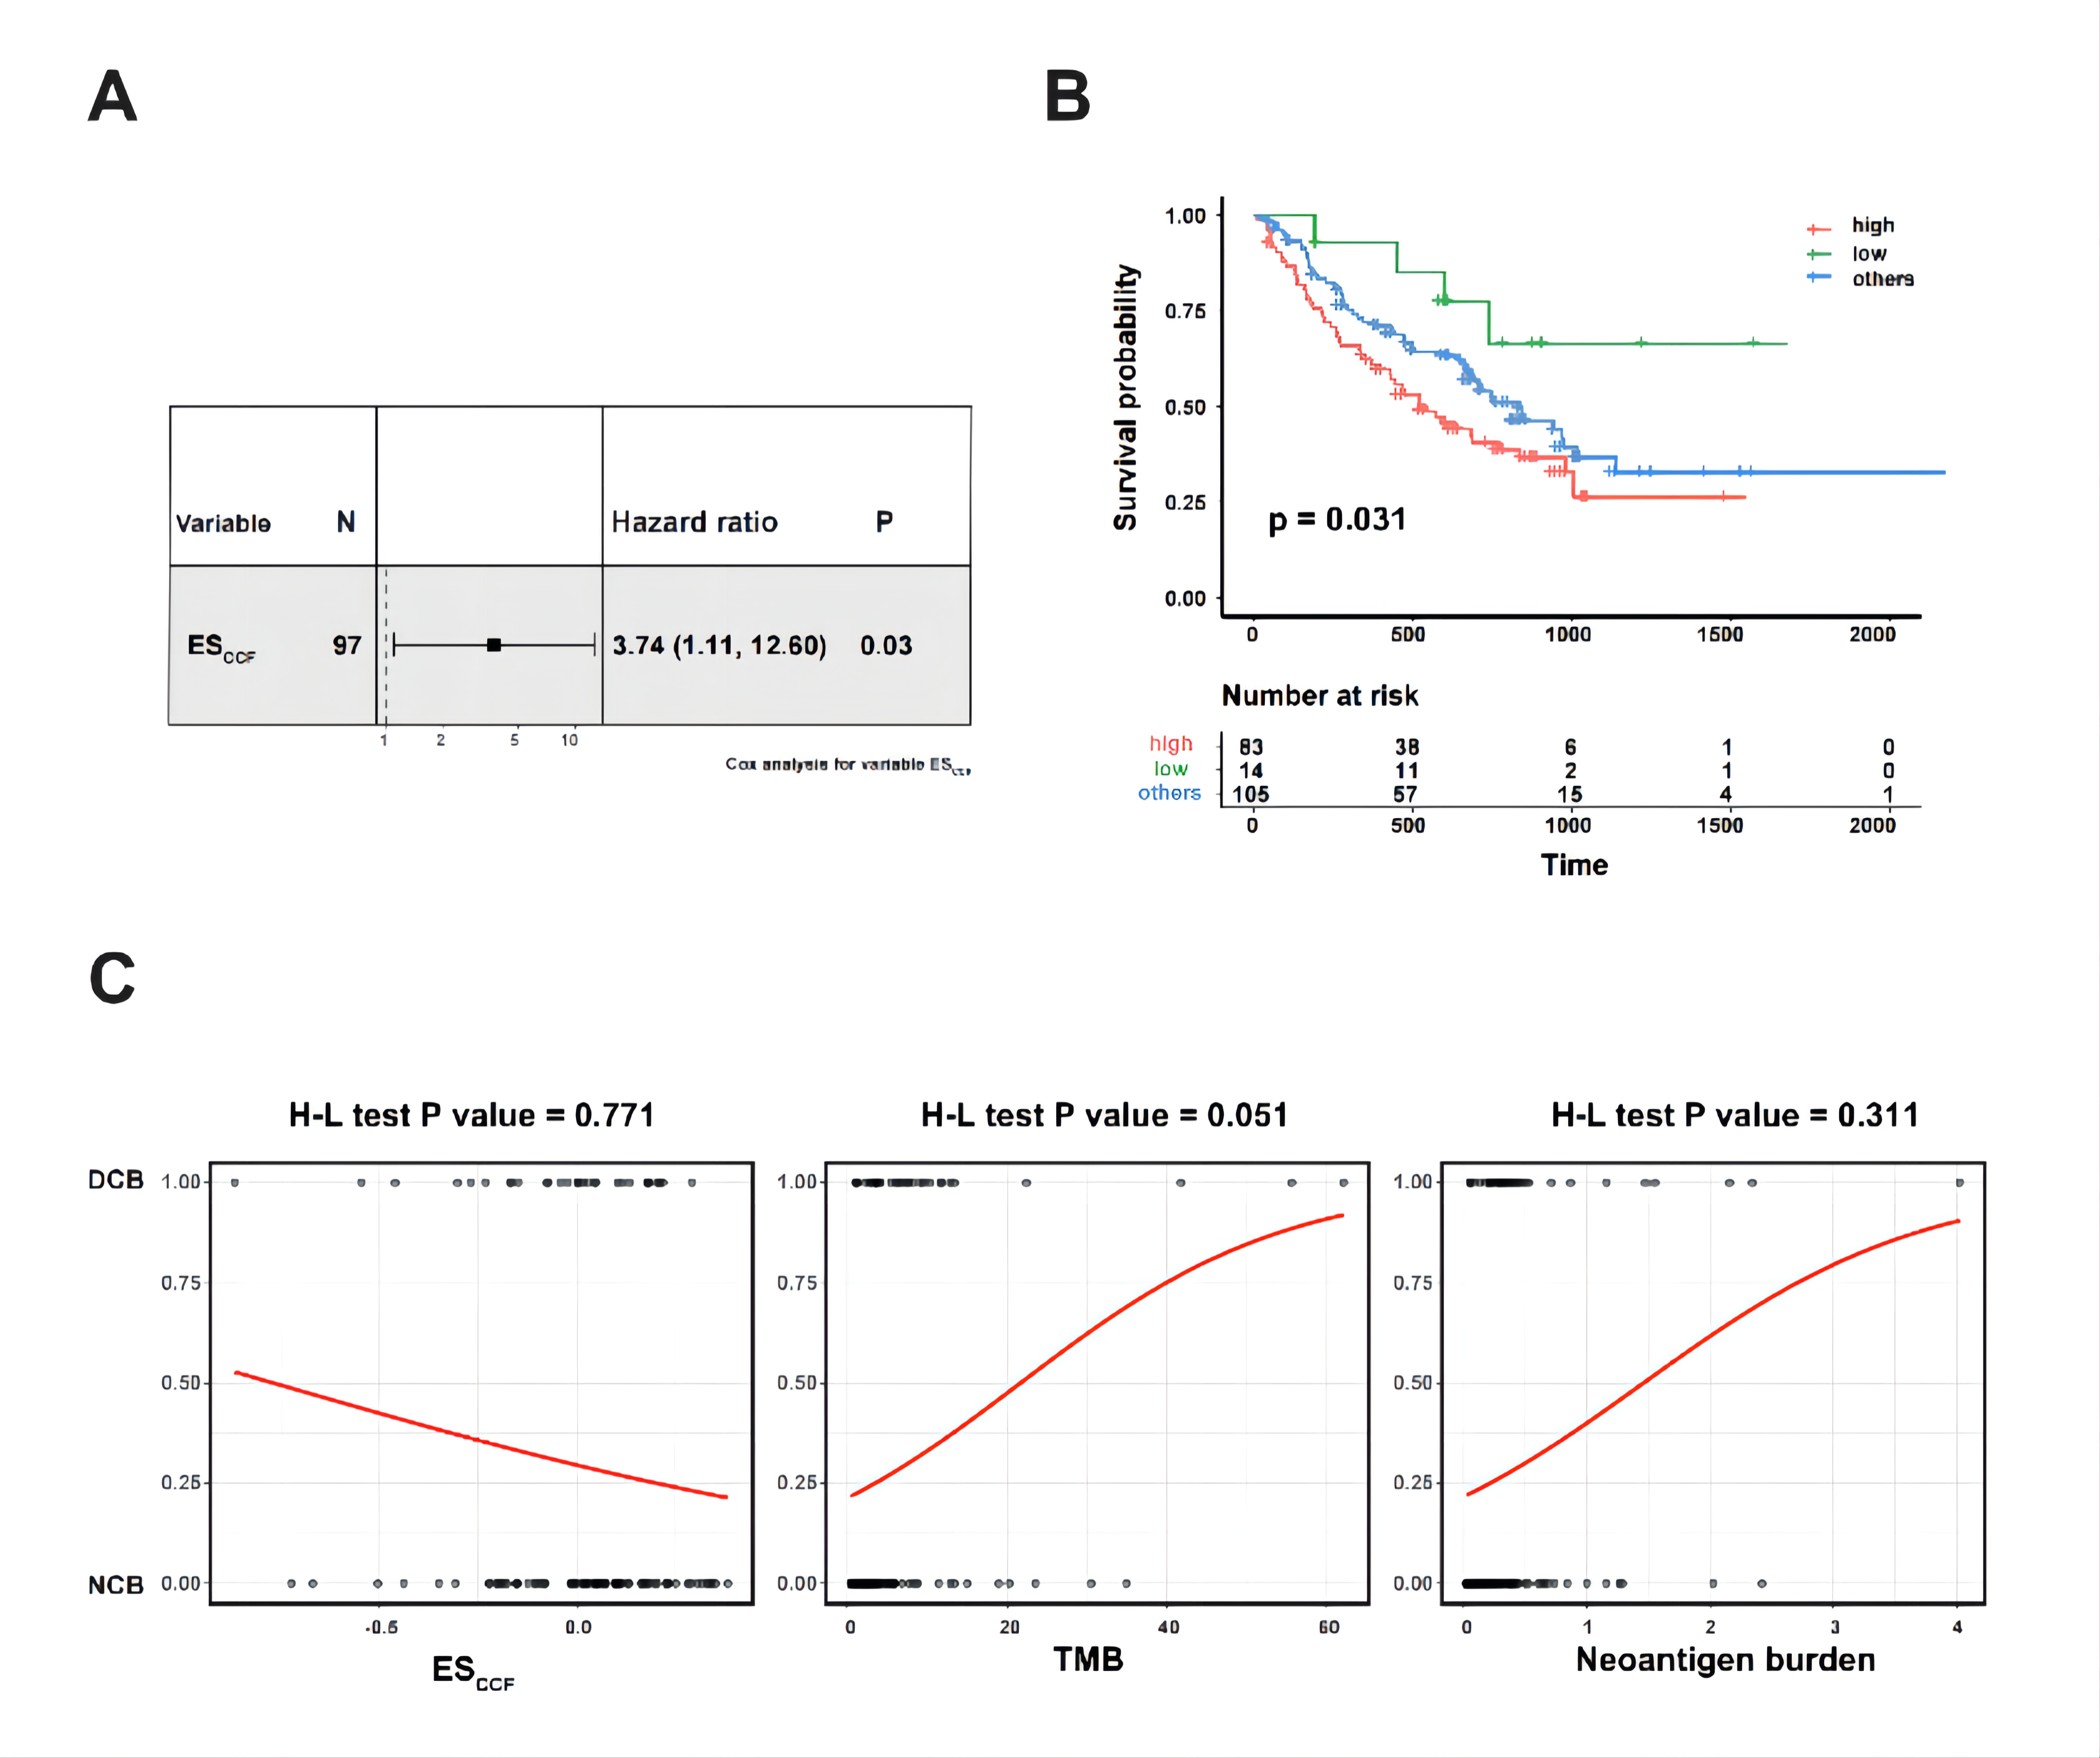 A
B
Variable N Hazard ratio P
ES CCF 97 3.74 (1.11, 12.60) 0.03
1 2 5 10
Cox analysis for variable ES
Survival probability
1.00
0.75
0.50
0.25
0.00
high
low
others
p = 0.031
0 500 1000 1500 2000
Number at risk
high 83 38 6 1 0
low 14 11 2 1 0
others 105 57 15 4 1
0 500 1000 1500 2000
Time
C
H-L test P value = 0.771
DCB 1.00
0.75
0.50
0.25
NCB 0.00
-0.5 0.0
ES CCF
H-L test P value = 0.051
1.00
0.75
0.50
0.25
0.00
0 20 40 60
TMB
H-L test P value = 0.311
1.00
0.75
0.50
0.25
0.00
0 1 2 3 4
Neoantigen burden